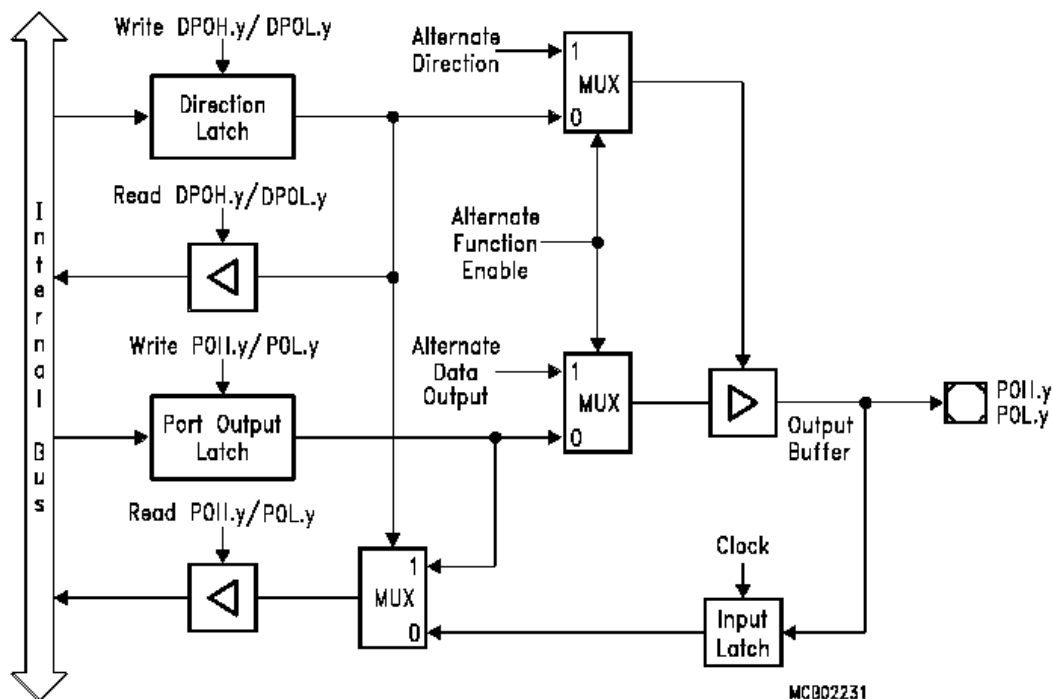 Write DP0H.y/ DP0L.y
Alternate
Direction
1
MUX
0
Direction
Latch
Read DP0H.y/DP0L.y
Alternate
Function
Enable
Internal Bus
Write P0H.y/ P0L.y
Alternate
Data
Output
1
MUX
0
Port Output
Latch
Output
Buffer
P0H.y
P0L.y
Read P0H.y/P0L.y
1
MUX
0
Clock
Input
Latch
MCB02231